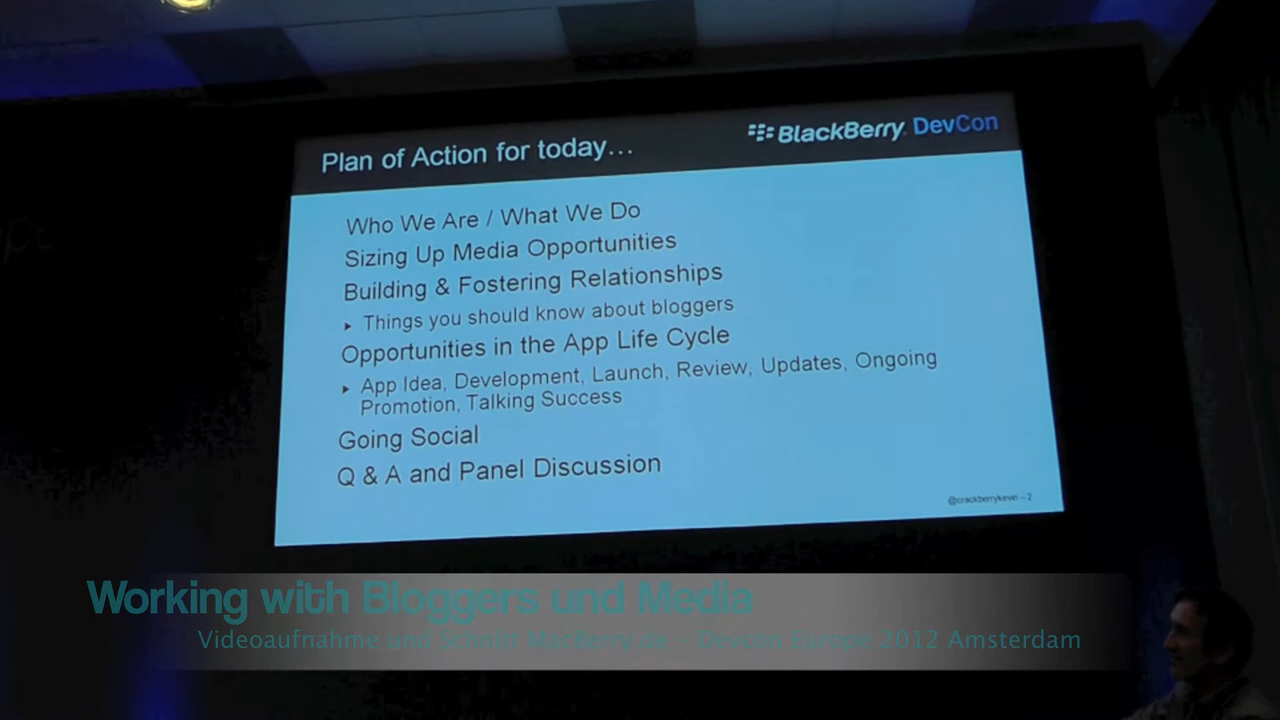 Plan of Action for today...
BlackBerry DevCon
Who We Are / What We Do
Sizing Up Media Opportunities
Building & Fostering Relationships
Things you should know about bloggers
Opportunities in the App Life Cycle
App Idea, Development, Launch, Review, Updates, Ongoing
Promotion, Talking Success
Going Social
Q & A and Panel Discussion
@crackberrykevin – 2
Working with Bloggers und Media
Videoaufnahme und Schnitt MacBerry.de – Devcon Europe 2012 Amsterdam